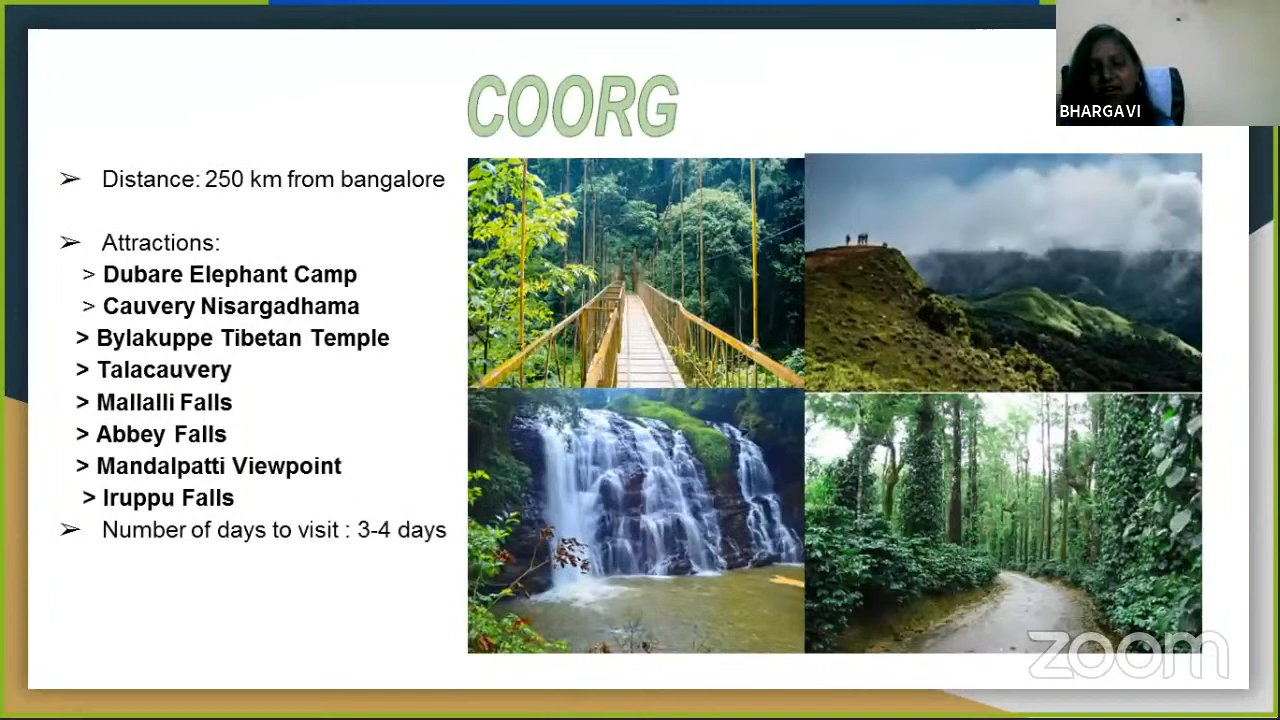 COORG
BHARGAVI
➢ Distance: 250 km from bangalore
➢ Attractions:
> Dubare Elephant Camp
> Cauvery Nisargadhama
> Bylakuppe Tibetan Temple
> Talacauvery
> Mallalli Falls
> Abbey Falls
> Mandalpatti Viewpoint
> Iruppu Falls
➢ Number of days to visit : 3-4 days
zoom